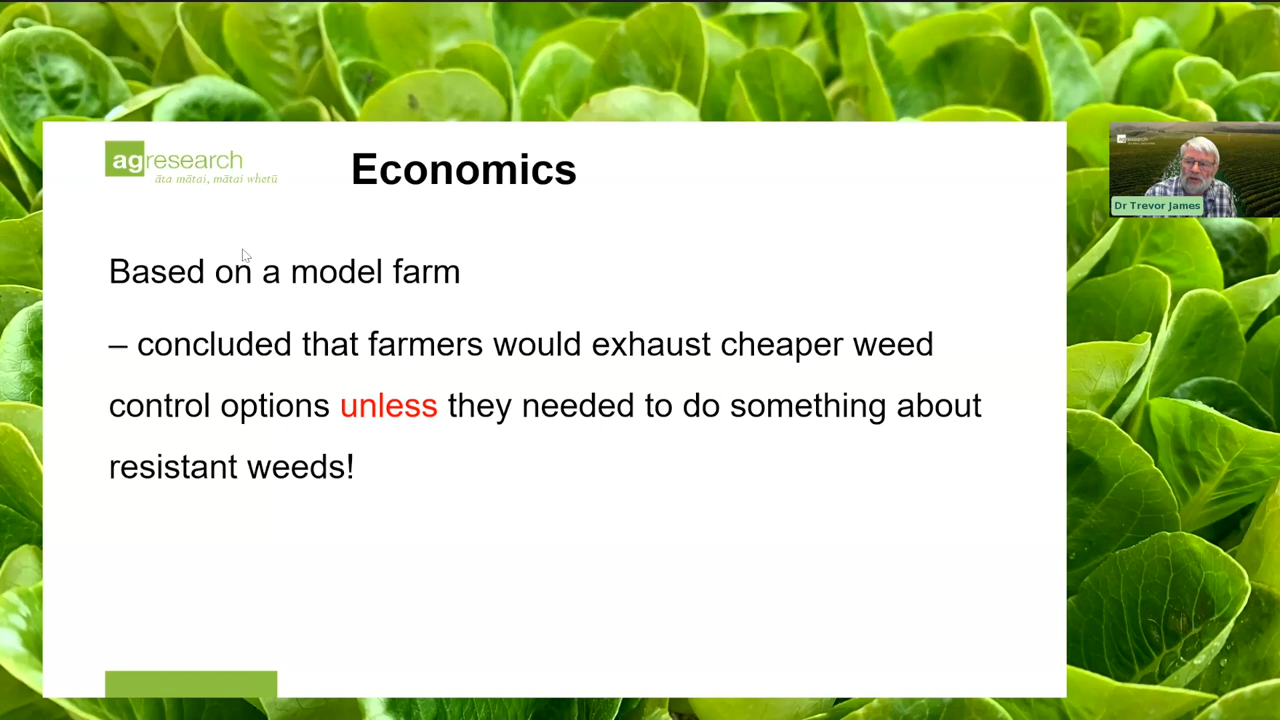 agresearch
āta mātai, mātai whetū
Economics
Based on a model farm
– concluded that farmers would exhaust cheaper weed
control options unless they needed to do something about
resistant weeds!
Dr Trevor James